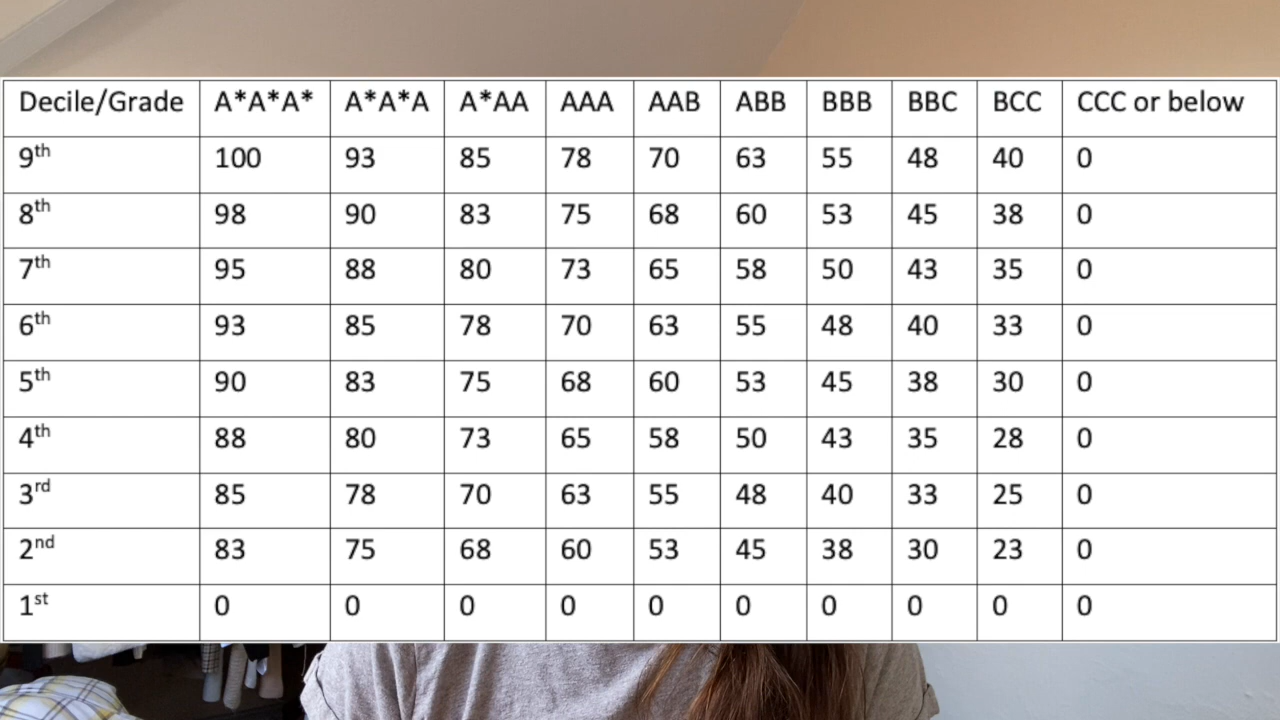 Decile/Grade A*A*A* A*A*A A*AA AAA AAB ABB BBB BBC BCC CCC or below
9th 100 93 85 78 70 63 55 48 40 0
8th 98 90 83 75 68 60 53 45 38 0
7th 95 88 80 73 65 58 50 43 35 0
6th 93 85 78 70 63 55 48 40 33 0
5th 90 83 75 68 60 53 45 38 30 0
4th 88 80 73 65 58 50 43 35 28 0
3rd 85 78 70 63 55 48 40 33 25 0
2nd 83 75 68 60 53 45 38 30 23 0
1st 0 0 0 0 0 0 0 0 0 0